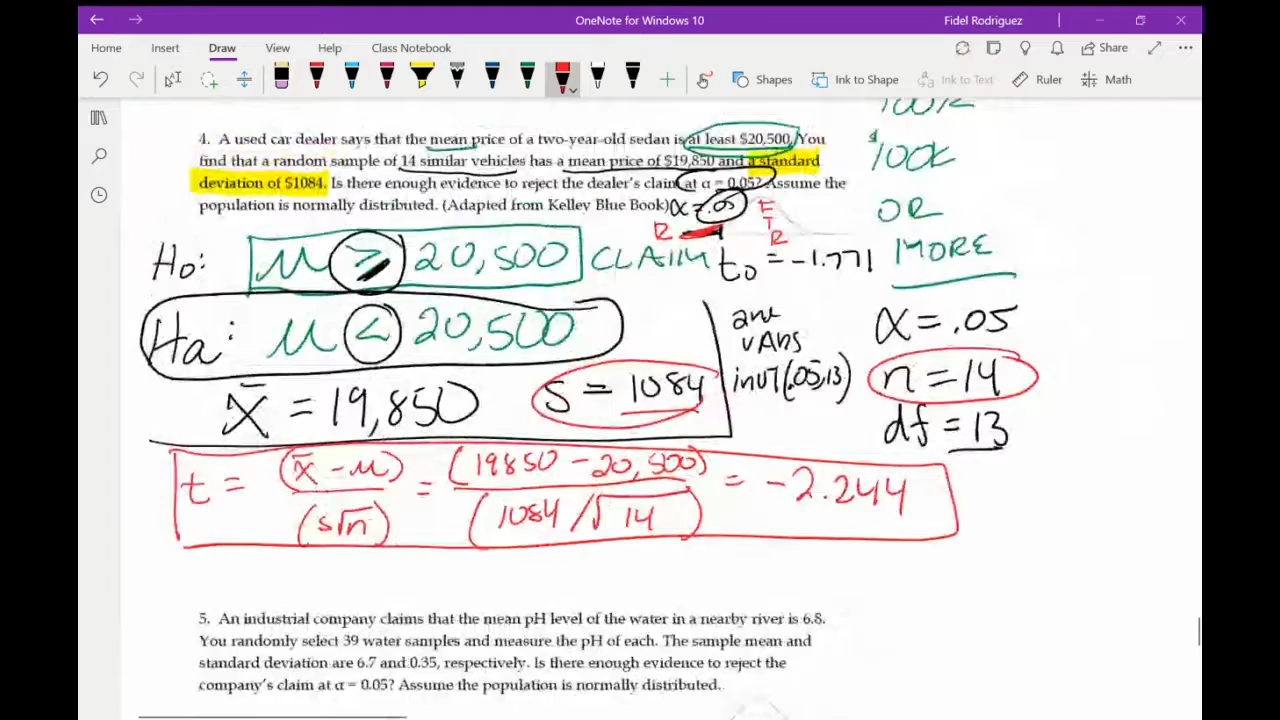 OneNote for Windows 10
Fidel Rodriguez
Home Insert Draw View Help Class Notebook Share
Shapes Ink to Shape Ink to Text Ruler Math
100k
$100k
OR
MORE
4. A used car dealer says that the mean price of a two-year-old sedan is at least $20,500. You
find that a random sample of 14 similar vehicles has a mean price of $19,850 and a standard
deviation of $1084. Is there enough evidence to reject the dealer's claim at α = 0.05? Assume the
population is normally distributed. (Adapted from Kelley Blue Book) α = .05
R FTR
Ho: μ ≥ 20,500 CLAIM t0 = -1.771
Ha: μ < 20,500
x̄ = 19,850 s = 1084
VARS
invT(.05,13)
α = .05
n = 14
df = 13
t = (x̄ - μ) / (s√n) = (19850 - 20,500) / (1084/√14) = -2.244
5. An industrial company claims that the mean pH level of the water in a nearby river is 6.8.
You randomly select 39 water samples and measure the pH of each. The sample mean and
standard deviation are 6.7 and 0.35, respectively. Is there enough evidence to reject the
company's claim at α = 0.05? Assume the population is normally distributed.